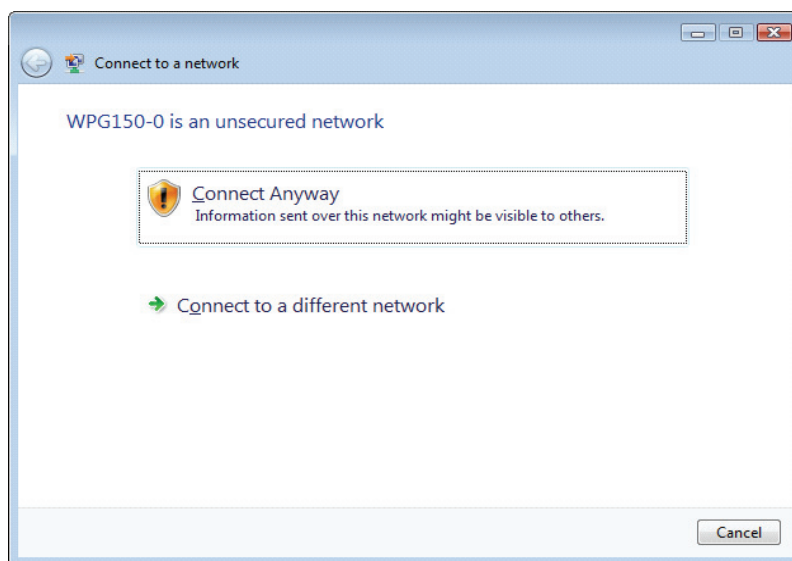 Connect to a network
WPG150-0 is an unsecured network
Connect Anyway
Information sent over this network might be visible to others.
Connect to a different network
Cancel